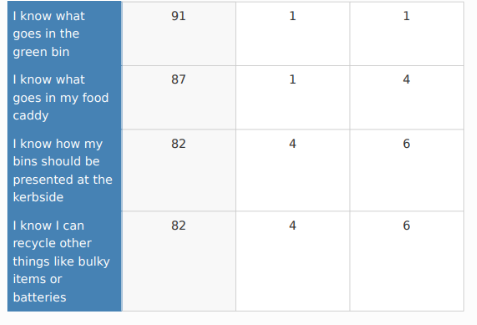 I know what 91 1 1
goes in the
green bin
I know what 87 1 4
goes in my food
caddy
I know how my 82 4 6
bins should be
presented at the
kerbside
I know I can 82 4 6
recycle other
things like bulky
items or
batteries